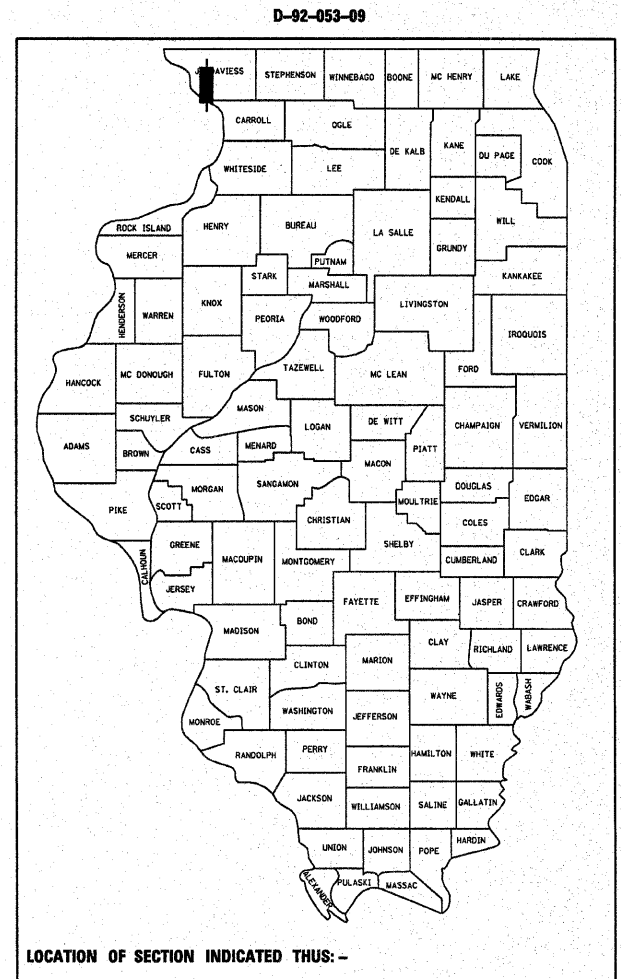 D-92-053-09
J DAVIESS
STEPHENSON
WINNEBAGO
BOONE
MC HENRY
LAKE
CARROLL
OGLE
DE KALB
KANE
DU PAGE
COOK
WHITESIDE
LEE
KENDALL
WILL
ROCK ISLAND
HENRY
BUREAU
LA SALLE
GRUNDY
MERCER
PUTNAM
STARK
MARSHALL
KANKAKEE
HENDERSON
WARREN
KNOX
PEORIA
WOODFORD
LIVINGSTON
IROQUOIS
HANCOCK
MC DONOUGH
FULTON
TAZEWELL
MC LEAN
FORD
MASON
SCHUYLER
LOGAN
DE WITT
CHAMPAIGN
VERMILION
ADAMS
BROWN
CASS
MENARD
PIATT
MACON
MORGAN
SANGAMON
DOUGLAS
EDGAR
PIKE
SCOTT
CHRISTIAN
MOULTRIE
COLES
GREENE
MACOUPIN
MONTGOMERY
SHELBY
CUMBERLAND
CLARK
CALHOUN
JERSEY
FAYETTE
EFFINGHAM
JASPER
CRAWFORD
MADISON
BOND
CLAY
RICHLAND
LAWRENCE
CLINTON
MARION
ST. CLAIR
WAYNE
EDWARDS
WABASH
MONROE
WASHINGTON
JEFFERSON
RANDOLPH
PERRY
HAMILTON
WHITE
FRANKLIN
JACKSON
WILLIAMSON
SALINE
GALLATIN
UNION
JOHNSON
POPE
HARDIN
ALEXANDER
PULASKI
MASSAC
LOCATION OF SECTION INDICATED THUS: -